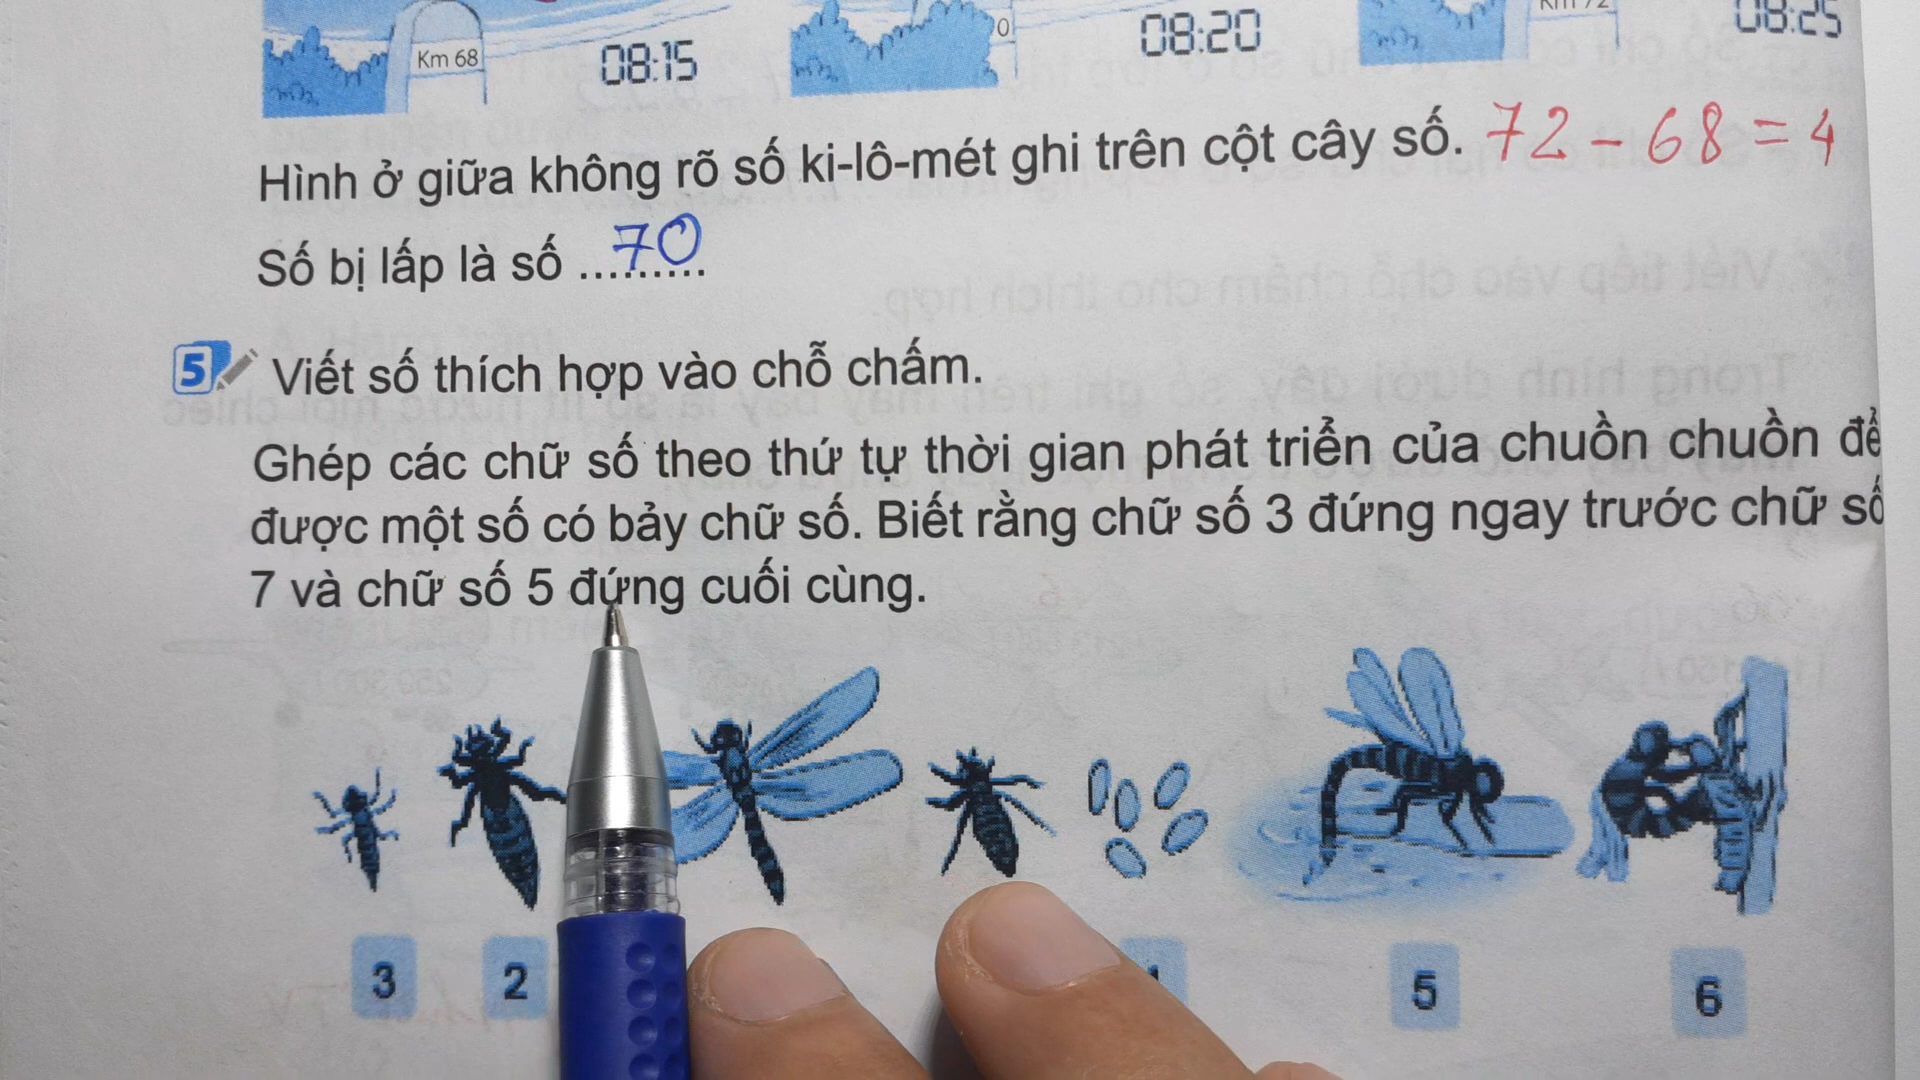 Km 68
08:15
0
08:20
Km 72
08:25
Hình ở giữa không rõ số ki-lô-mét ghi trên cột cây số. 72 - 68 = 4
Số bị lấp là số ... 70 ...
5 Viết số thích hợp vào chỗ chấm.
Ghép các chữ số theo thứ tự thời gian phát triển của chuồn chuồn để
được một số có bảy chữ số. Biết rằng chữ số 3 đứng ngay trước chữ số
7 và chữ số 5 đứng cuối cùng.
3 2 5 6